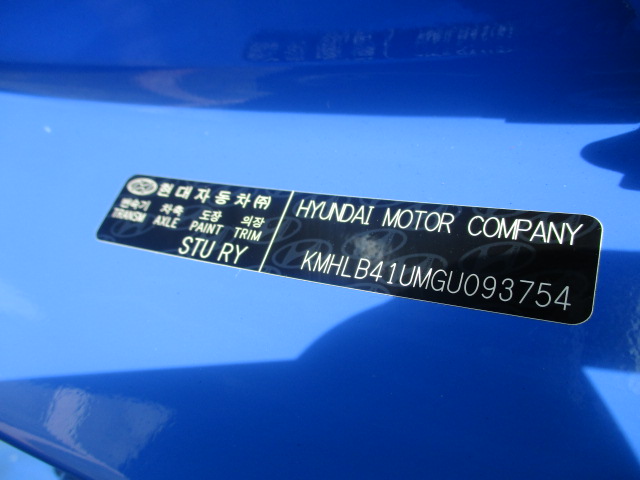 현대자동차㈜
변속기 차축 도장 의장
TRANSM AXLE PAINT TRIM
STU RY
HYUNDAI MOTOR COMPANY
KMHLB41UMGU093754